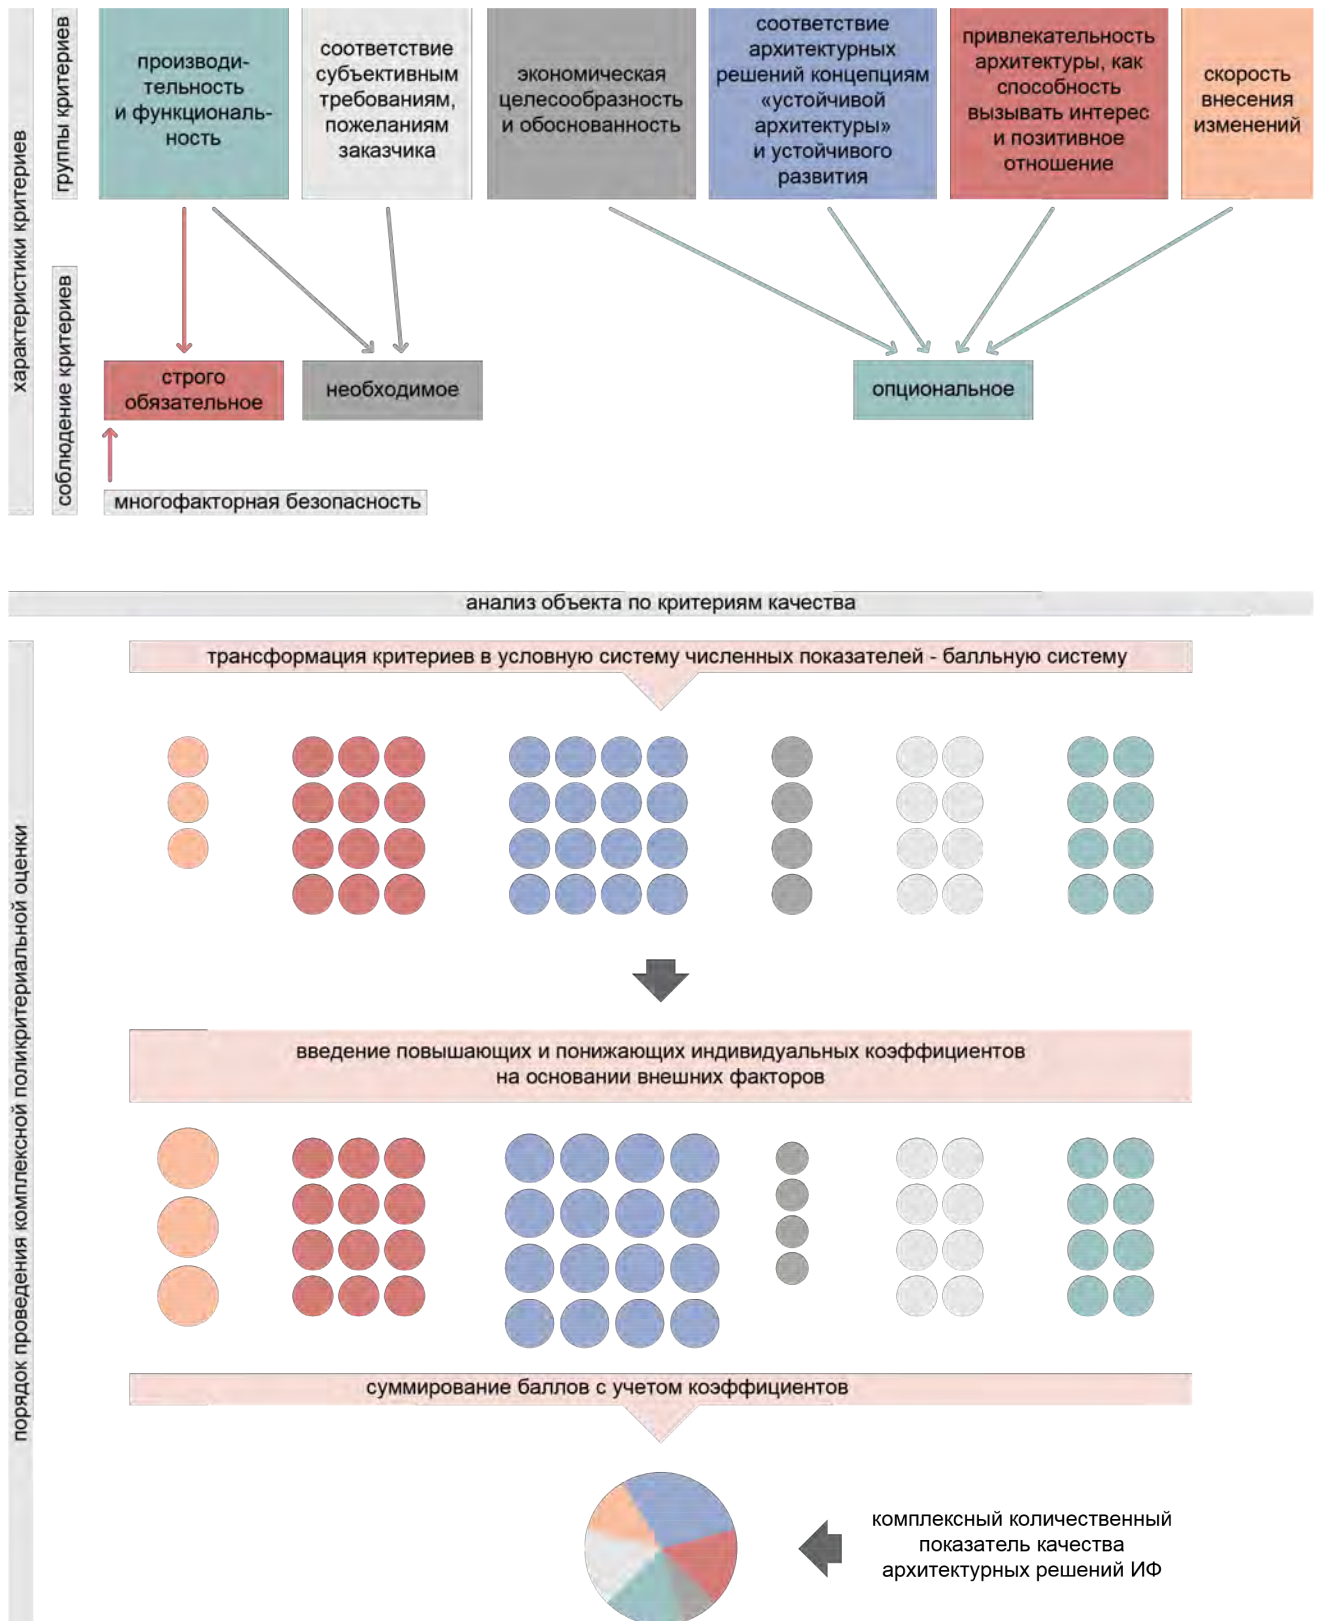 характеристики критериев
группы критериев
производи-
тельность
и функциональ-
ность
соответствие
субъективным
требованиям,
пожеланиям
заказчика
экономическая
целесообразность
и обоснованность
соответствие
архитектурных
решений концепциям
«устойчивой
архитектуры»
и устойчивого
развития
привлекательность
архитектуры, как
способность
вызывать интерес
и позитивное
отношение
скорость
внесения
изменений
соблюдение критериев
строго
обязательное
необходимое
опциональное
многофакторная безопасность
анализ объекта по критериям качества
порядок проведения комплексной поликритериальной оценки
трансформация критериев в условную систему численных показателей - балльную систему
введение повышающих и понижающих индивидуальных коэффициентов
на основании внешних факторов
суммирование баллов с учетом коэффициентов
комплексный количественный
показатель качества
архитектурных решений ИФ